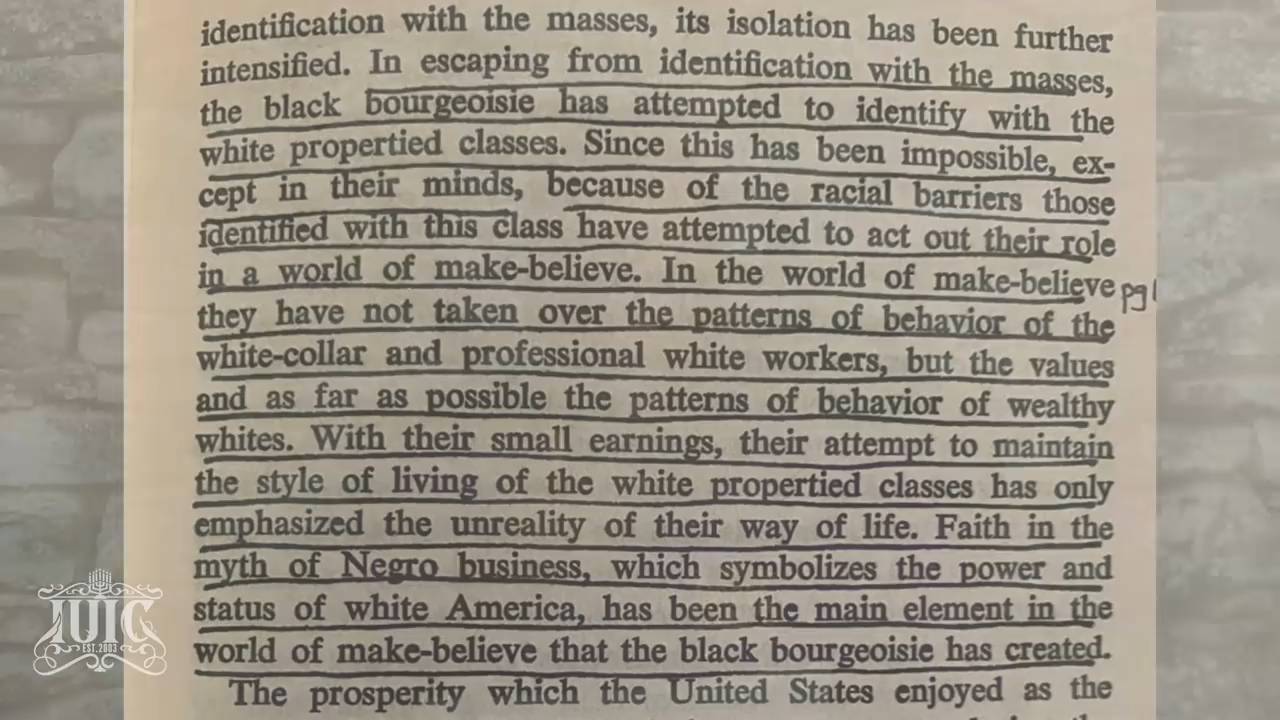 identification with the masses, its isolation has been further
intensified. In escaping from identification with the masses,
the black bourgeoisie has attempted to identify with the
white propertied classes. Since this has been impossible, ex-
cept in their minds, because of the racial barriers those
identified with this class have attempted to act out their role
in a world of make-believe. In the world of make-believe
pg
they have not taken over the patterns of behavior of the
white-collar and professional white workers, but the values
and as far as possible the patterns of behavior of wealthy
whites. With their small earnings, their attempt to maintain
the style of living of the white propertied classes has only
emphasized the unreality of their way of life. Faith in the
myth of Negro business, which symbolizes the power and
status of white America, has been the main element in the
world of make-believe that the black bourgeoisie has created.
The prosperity which the United States enjoyed as the
IUIC
EST. 2003